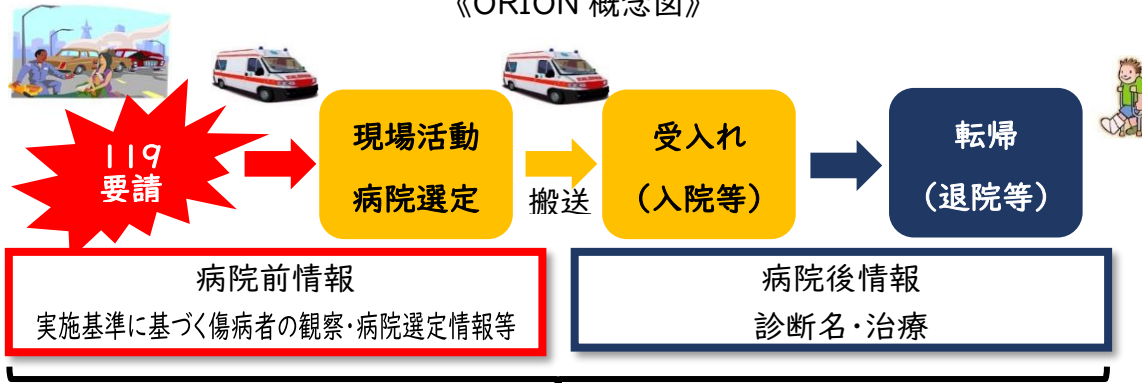 《ORION 概念図》
119
要請
現場活動
病院選定
搬送
受入れ
(入院等)
転帰
(退院等)
病院前情報
実施基準に基づく傷病者の観察・病院選定情報等
病院後情報
診断名・治療